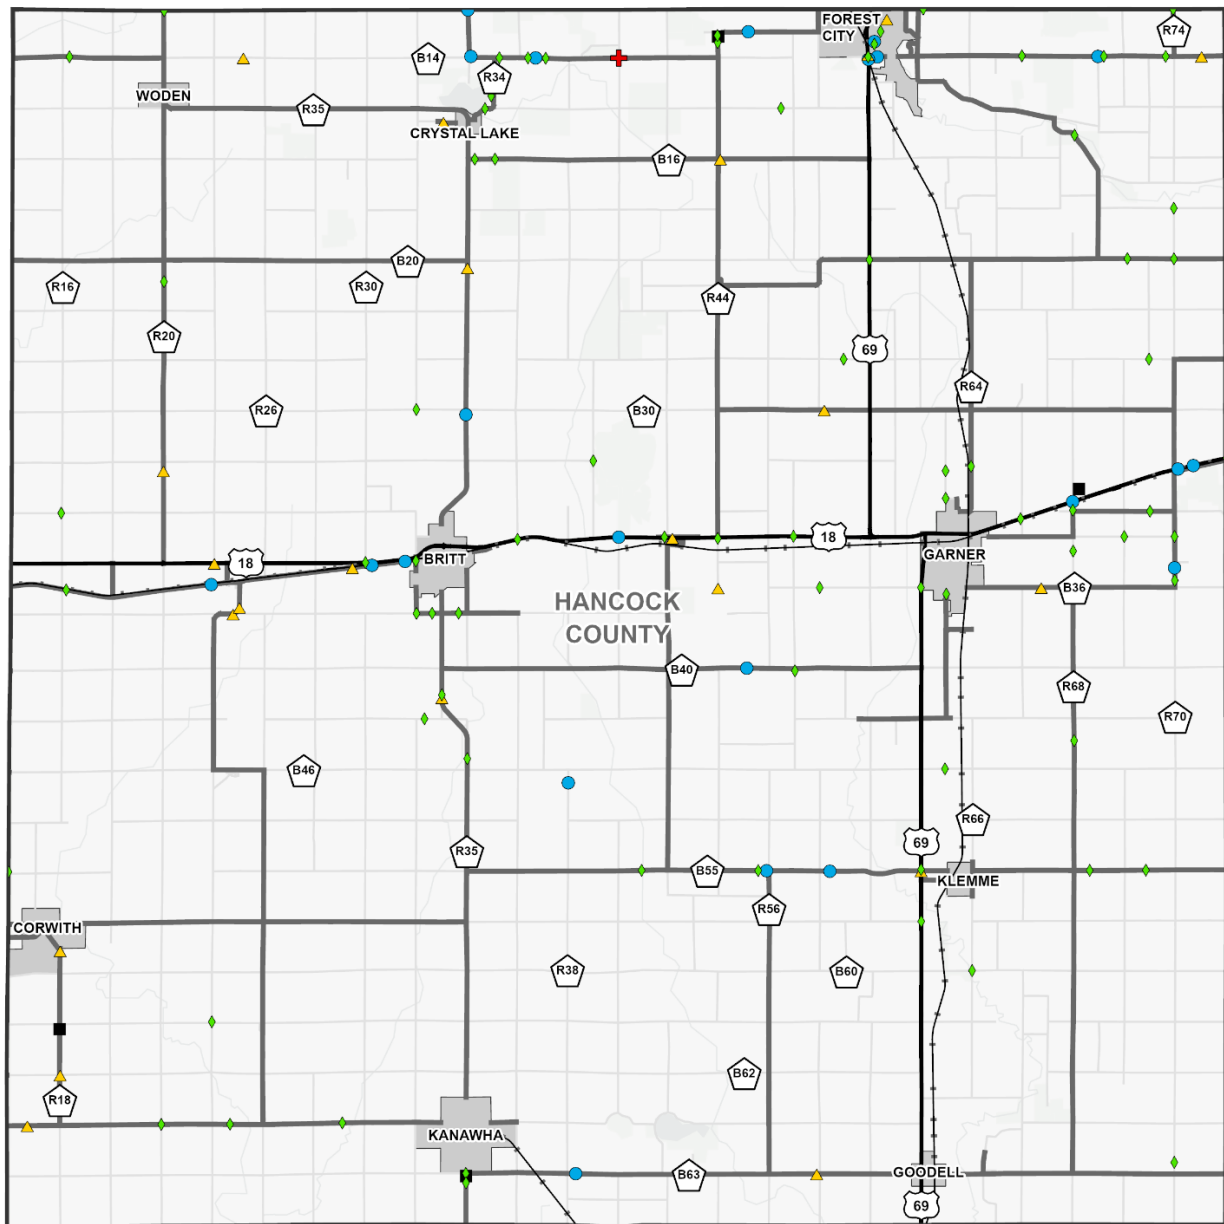 FOREST
CITY
R74
B14
R34
WODEN
R35
CRYSTAL LAKE
B16
B20
R16
R30
R44
R20
69
R64
R26
B30
18
18
BRITT
GARNER
B36
HANCOCK
COUNTY
B40
R68
R70
B46
R66
69
R35
B55
KLEMME
R56
CORWITH
R38
B60
B62
R18
KANAWHA
B63
GOODELL
69